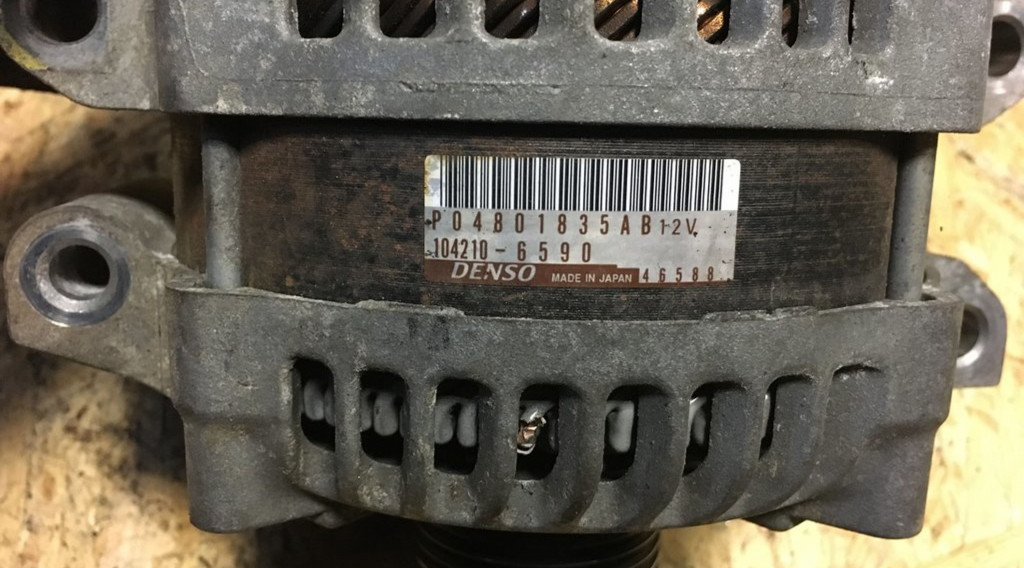 P04801835AB 12V
104210-6590
DENSO MADE IN JAPAN 46588